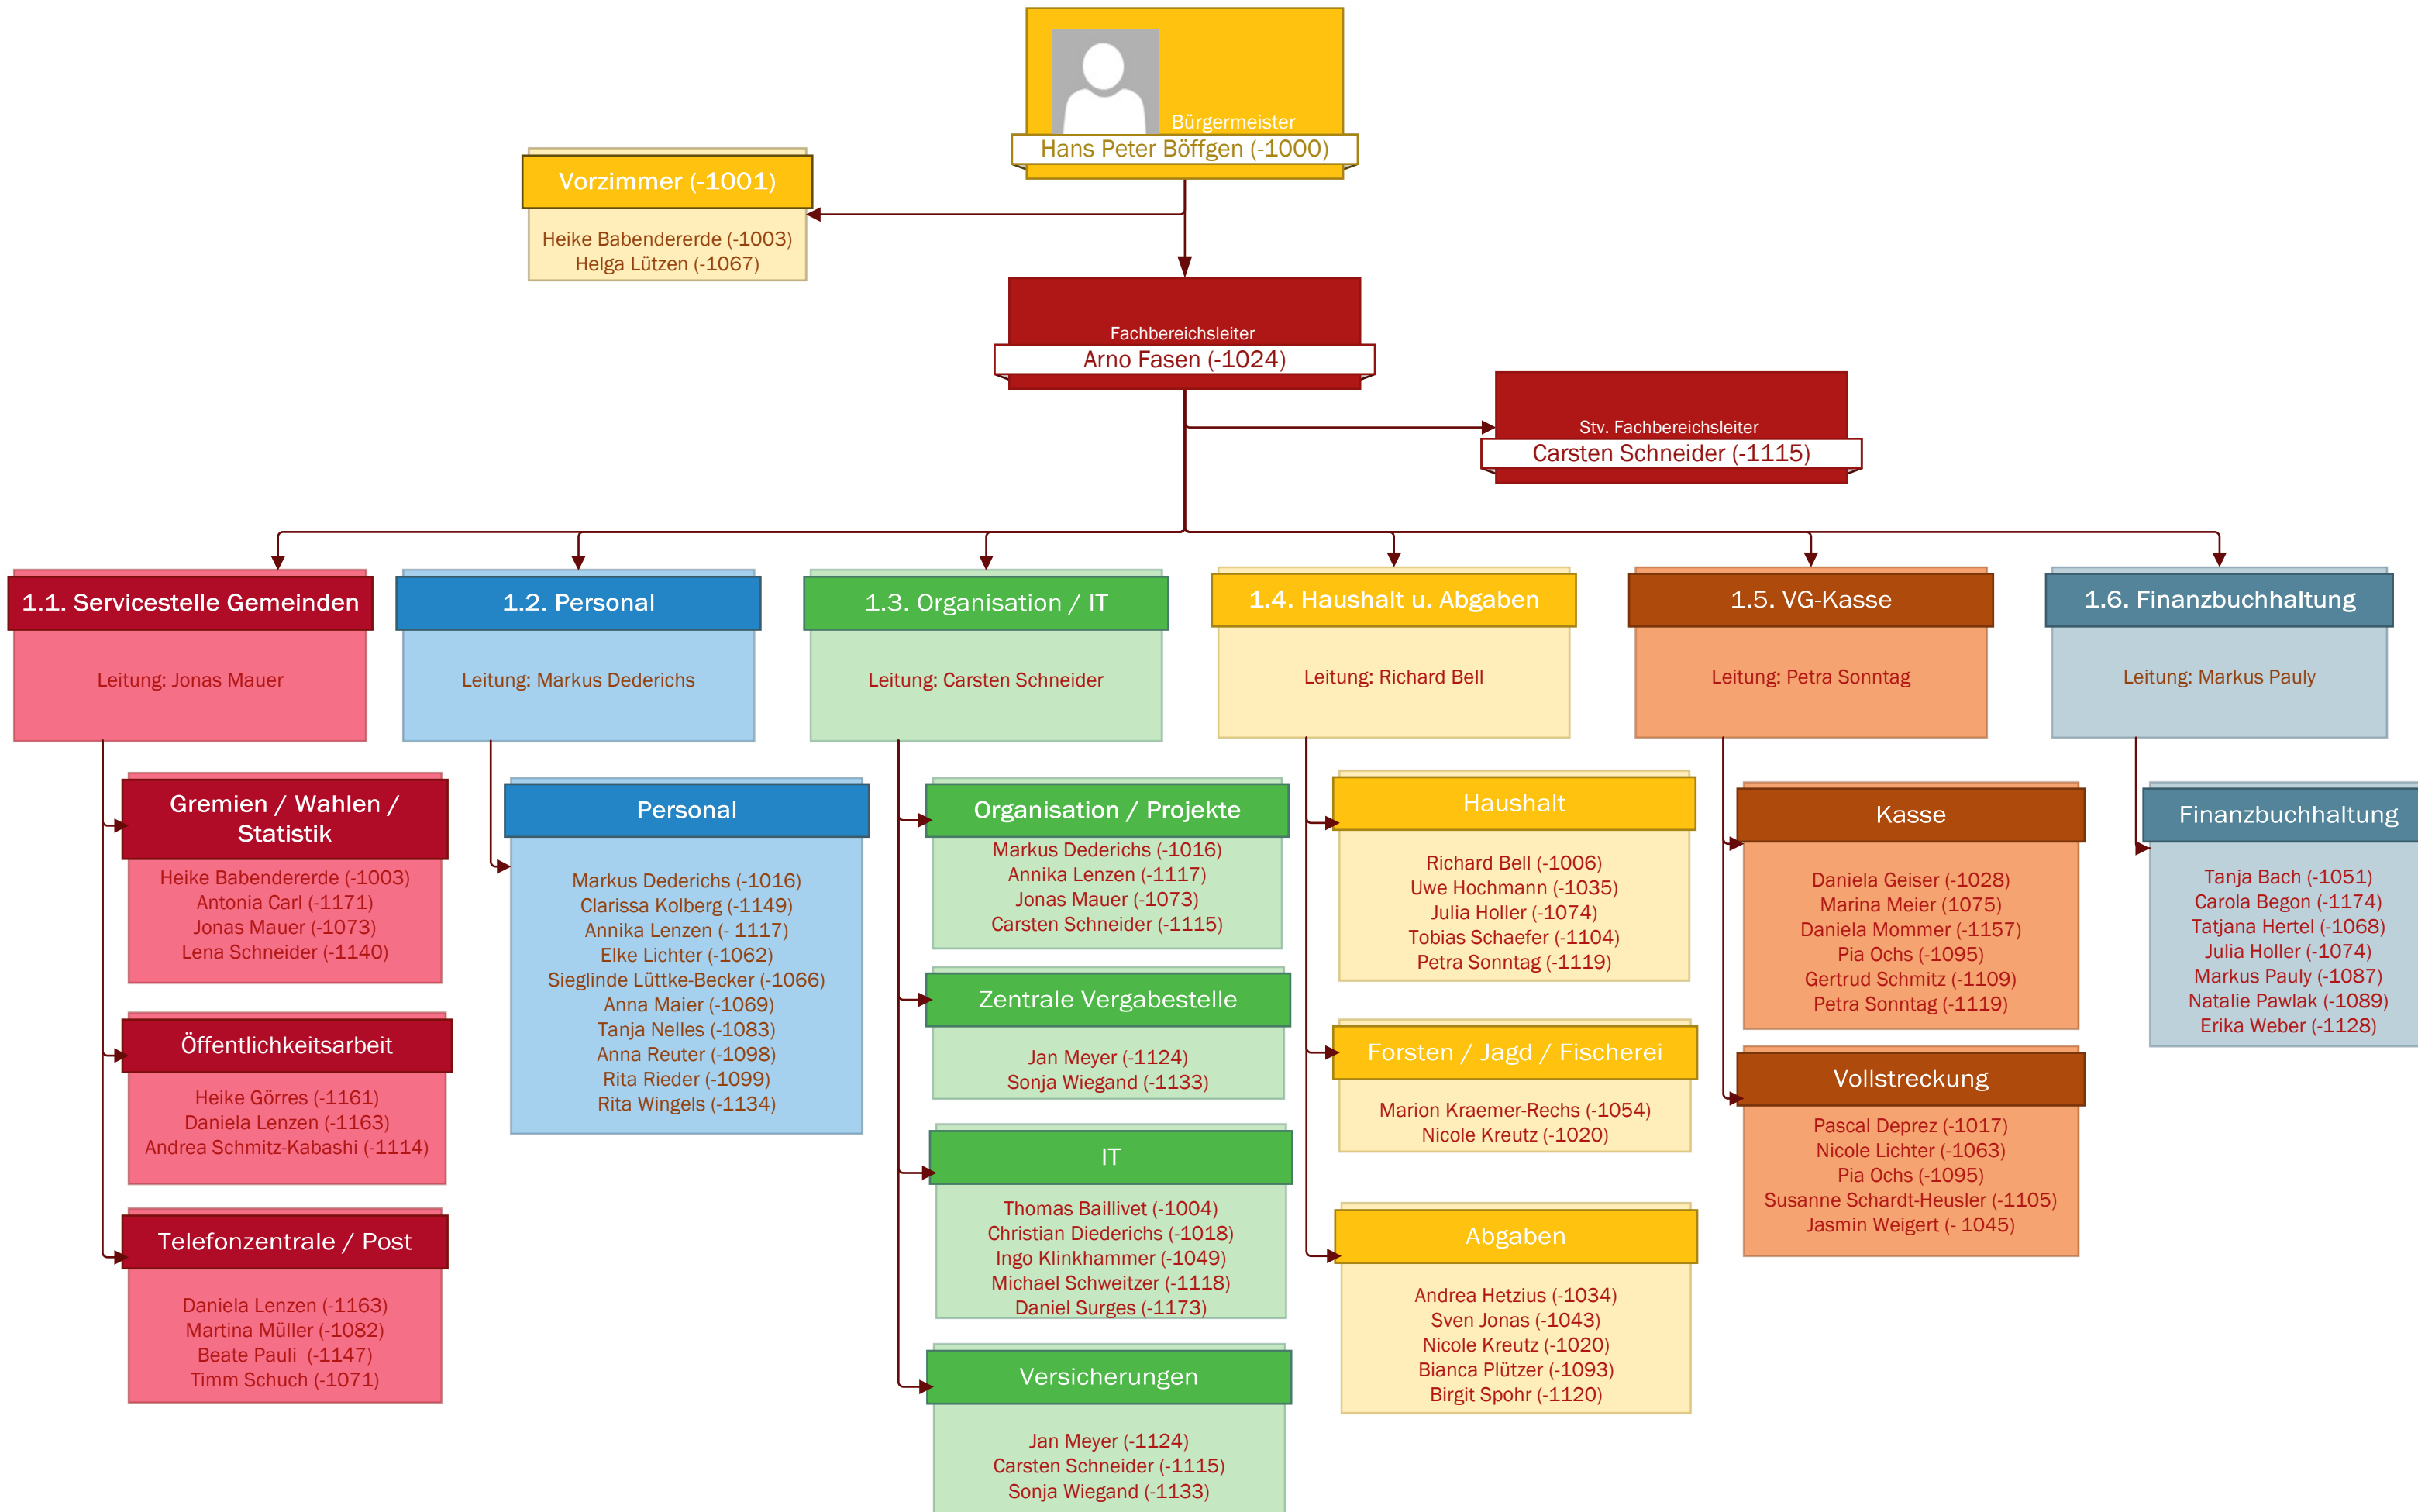 Bürgermeister
Hans Peter Böffgen (-1000)
Vorzimmer (-1001)
Heike Babendererde (-1003)
Helga Lützen (-1067)
Fachbereichsleiter
Arno Fasen (-1024)
Stv. Fachbereichsleiter
Carsten Schneider (-1115)
1.1. Servicestelle Gemeinden
Leitung: Jonas Mauer
Gremien / Wahlen /
Statistik
Heike Babendererde (-1003)
Antonia Carl (-1171)
Jonas Mauer (-1073)
Lena Schneider (-1140)
Öffentlichkeitsarbeit
Heike Görres (-1161)
Daniela Lenzen (-1163)
Andrea Schmitz-Kabashi (-1114)
Telefonzentrale / Post
Daniela Lenzen (-1163)
Martina Müller (-1082)
Beate Pauli  (-1147)
Timm Schuch (-1071)
1.2. Personal
Leitung: Markus Dederichs
Personal
Markus Dederichs (-1016)
Clarissa Kolberg (-1149)
Annika Lenzen (- 1117)
Elke Lichter (-1062)
Sieglinde Lüttke-Becker (-1066)
Anna Maier (-1069)
Tanja Nelles (-1083)
Anna Reuter (-1098)
Rita Rieder (-1099)
Rita Wingels (-1134)
1.3. Organisation / IT
Leitung: Carsten Schneider
Organisation / Projekte
Markus Dederichs (-1016)
Annika Lenzen (-1117)
Jonas Mauer (-1073)
Carsten Schneider (-1115)
Zentrale Vergabestelle
Jan Meyer (-1124)
Sonja Wiegand (-1133)
IT
Thomas Baillivet (-1004)
Christian Diederichs (-1018)
Ingo Klinkhammer (-1049)
Michael Schweitzer (-1118)
Daniel Surges (-1173)
Versicherungen
Jan Meyer (-1124)
Carsten Schneider (-1115)
Sonja Wiegand (-1133)
1.4. Haushalt u. Abgaben
Leitung: Richard Bell
Haushalt
Richard Bell (-1006)
Uwe Hochmann (-1035)
Julia Holler (-1074)
Tobias Schaefer (-1104)
Petra Sonntag (-1119)
Forsten / Jagd / Fischerei
Marion Kraemer-Rechs (-1054)
Nicole Kreutz (-1020)
Abgaben
Andrea Hetzius (-1034)
Sven Jonas (-1043)
Nicole Kreutz (-1020)
Bianca Plützer (-1093)
Birgit Spohr (-1120)
1.5. VG-Kasse
Leitung: Petra Sonntag
Kasse
Daniela Geiser (-1028)
Marina Meier (1075)
Daniela Mommer (-1157)
Pia Ochs (-1095)
Gertrud Schmitz (-1109)
Petra Sonntag (-1119)
Vollstreckung
Pascal Deprez (-1017)
Nicole Lichter (-1063)
Pia Ochs (-1095)
Susanne Schardt-Heusler (-1105)
Jasmin Weigert (- 1045)
1.6. Finanzbuchhaltung
Leitung: Markus Pauly
Finanzbuchhaltung
Tanja Bach (-1051)
Carola Begon (-1174)
Tatjana Hertel (-1068)
Julia Holler (-1074)
Markus Pauly (-1087)
Natalie Pawlak (-1089)
Erika Weber (-1128)